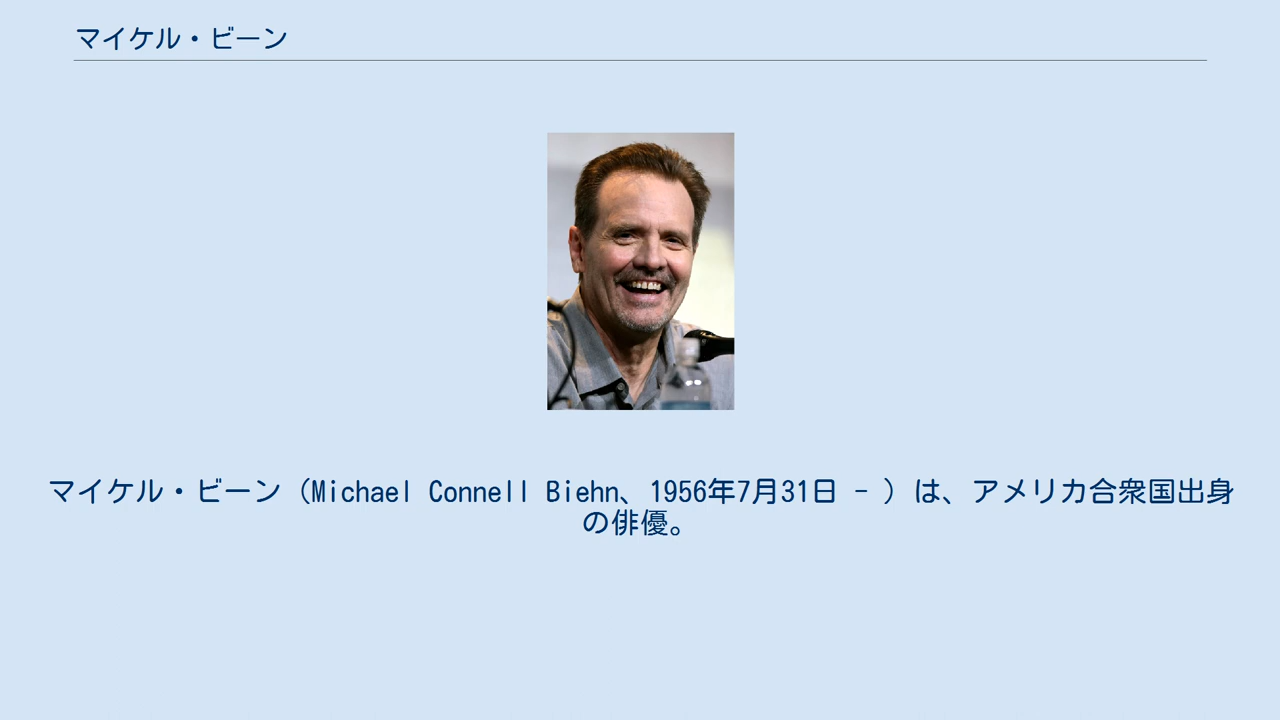 マイケル・ビーン
マイケル・ビーン（Michael Connell Biehn、1956年7月31日 - ）は、アメリカ合衆国出身
の俳優。